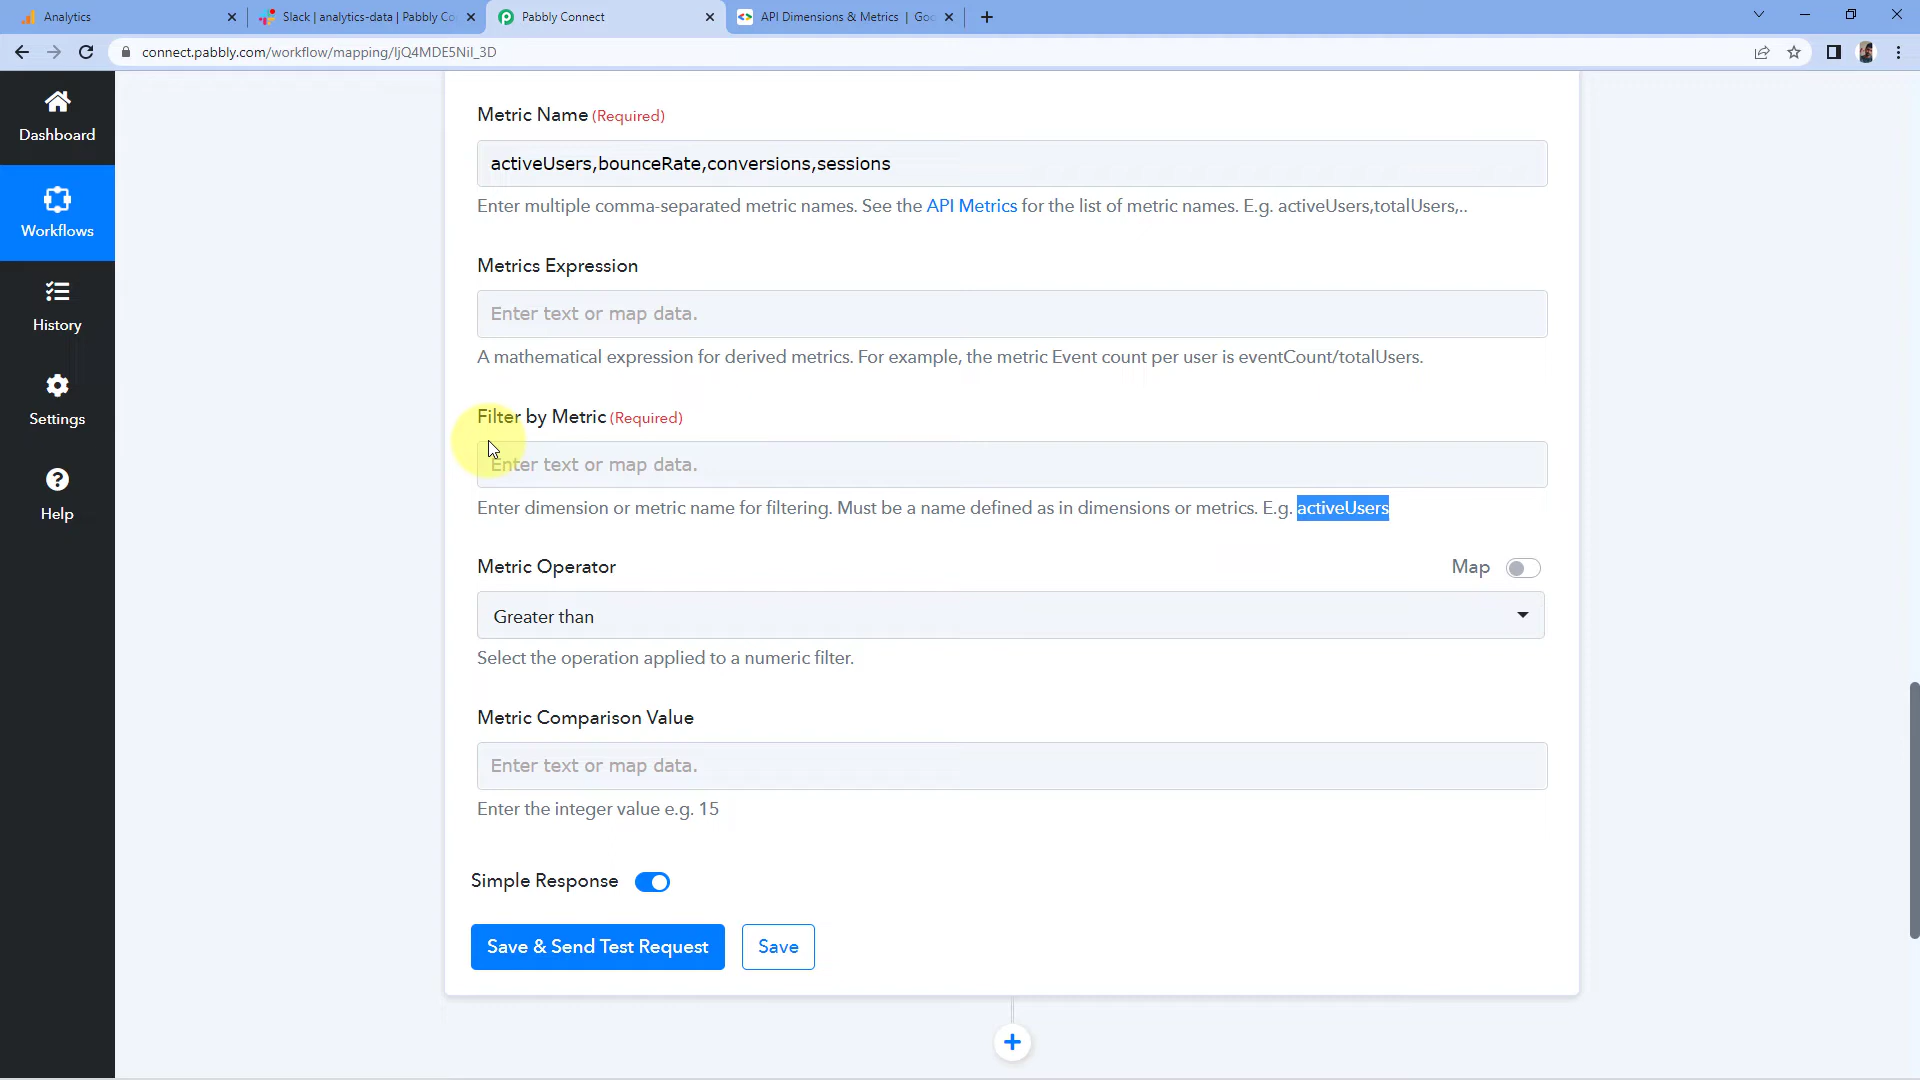 Analytics
Slack | analytics-data | Pabbly Co
Pabbly Connect
API Dimensions & Metrics | Goo
connect.pabbly.com/workflow/mapping/IjQ4MDE5NiI_3D
Dashboard
Workflows
History
Settings
Help
Metric Name (Required)
activeUsers,bounceRate,conversions,sessions
Enter multiple comma-separated metric names. See the API Metrics for the list of metric names. E.g. activeUsers,totalUsers,..
Metrics Expression
Enter text or map data.
A mathematical expression for derived metrics. For example, the metric Event count per user is eventCount/totalUsers.
Filter by Metric (Required)
Enter text or map data.
Enter dimension or metric name for filtering. Must be a name defined as in dimensions or metrics. E.g. activeUsers
Metric Operator
Map
Greater than
Select the operation applied to a numeric filter.
Metric Comparison Value
Enter text or map data.
Enter the integer value e.g. 15
Simple Response
Save & Send Test Request
Save